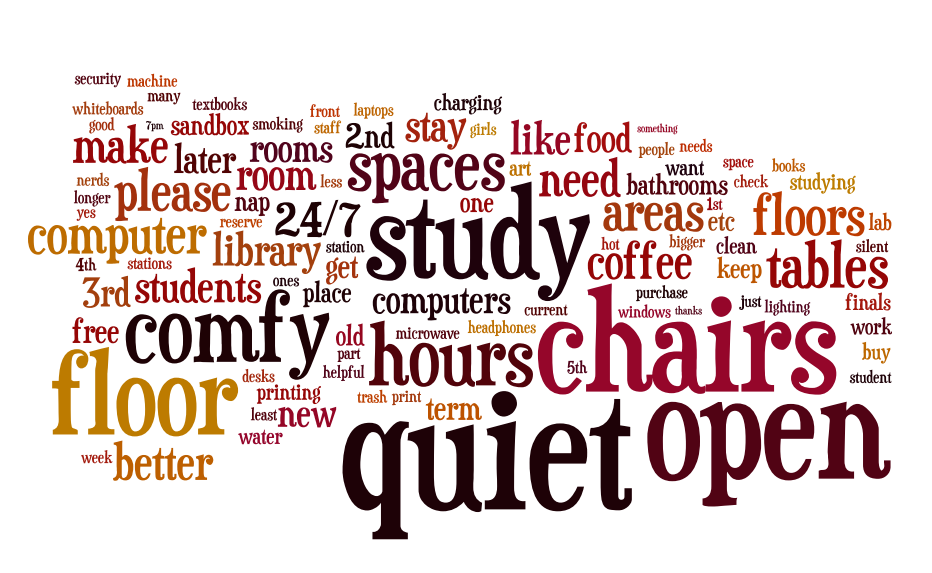 security machine
whiteboards many textbooks
front laptops charging
good 7pm sandbox smoking staff 2nd stay girls like food something
make later rooms spaces art people needs
nerds please room less need want bathrooms space check books studying
longer yes nap 24/7 one areas 1st etc floors lab
computer reserve library station study hot bigger clean silent
4th stations get coffee keep tables
3rd students ones place computers current purchase just lighting finals
free comfy old microwave headphones windows thanks work
part helpful hours chairs 5th buy
floor desks student
printing trash print term
least new
water quiet open
week better